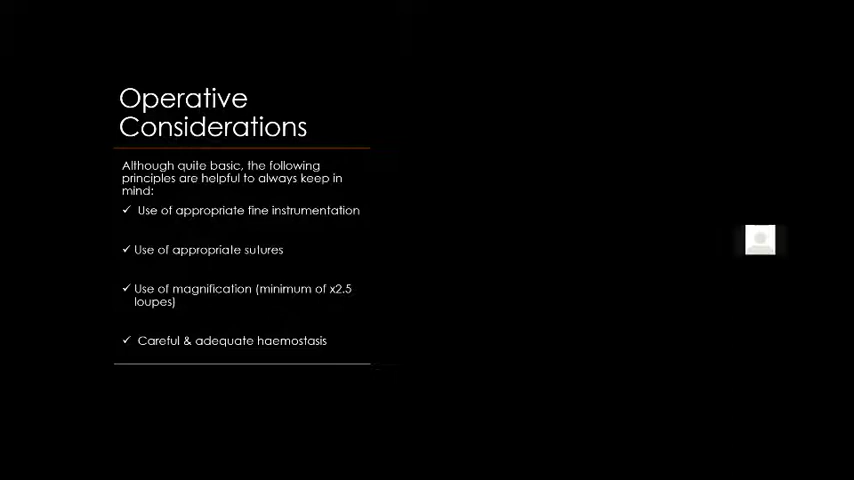 Operative
Considerations
Although quite basic, the following
principles are helpful to always keep in
mind:
✓ Use of appropriate fine instrumentation
✓ Use of appropriate sutures
✓ Use of magnification (minimum of x2.5
loupes)
✓ Careful & adequate haemostasis